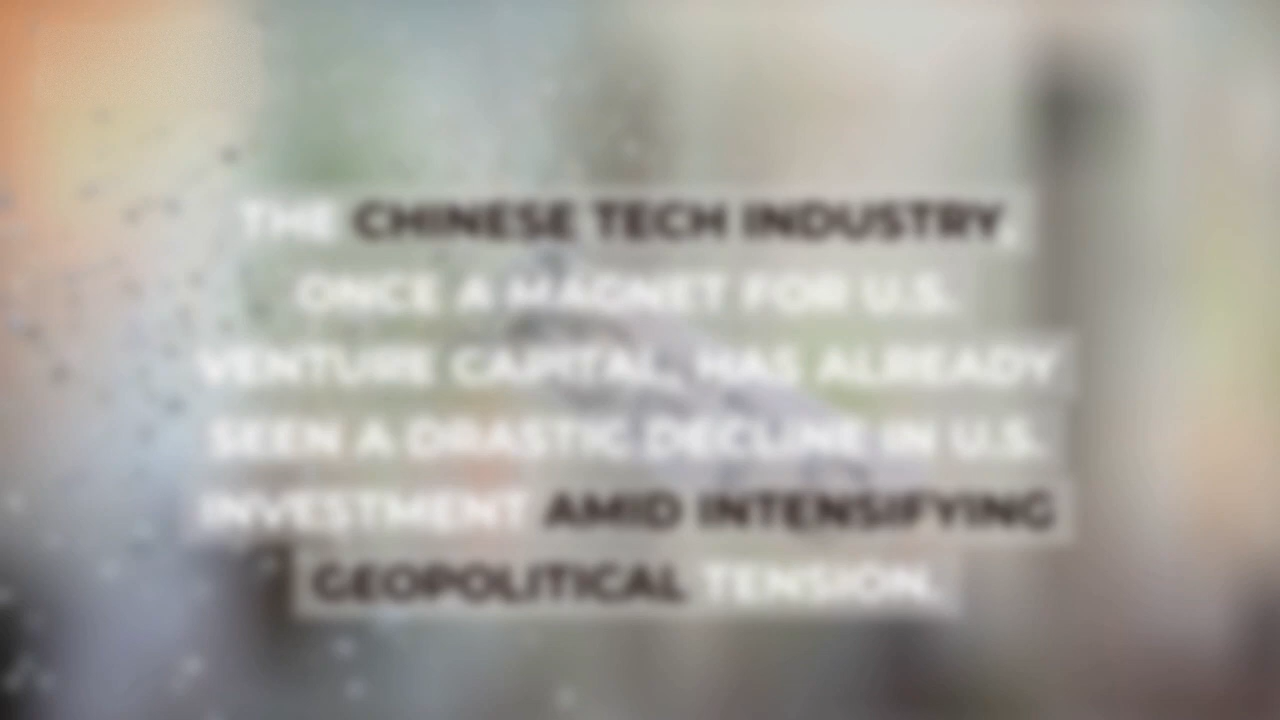 THE CHINESE TECH INDUSTRY,
ONCE A MAGNET FOR U.S.
VENTURE CAPITAL, HAS ALREADY
SEEN A DRASTIC DECLINE IN U.S.
INVESTMENT AMID INTENSIFYING
GEOPOLITICAL TENSION.